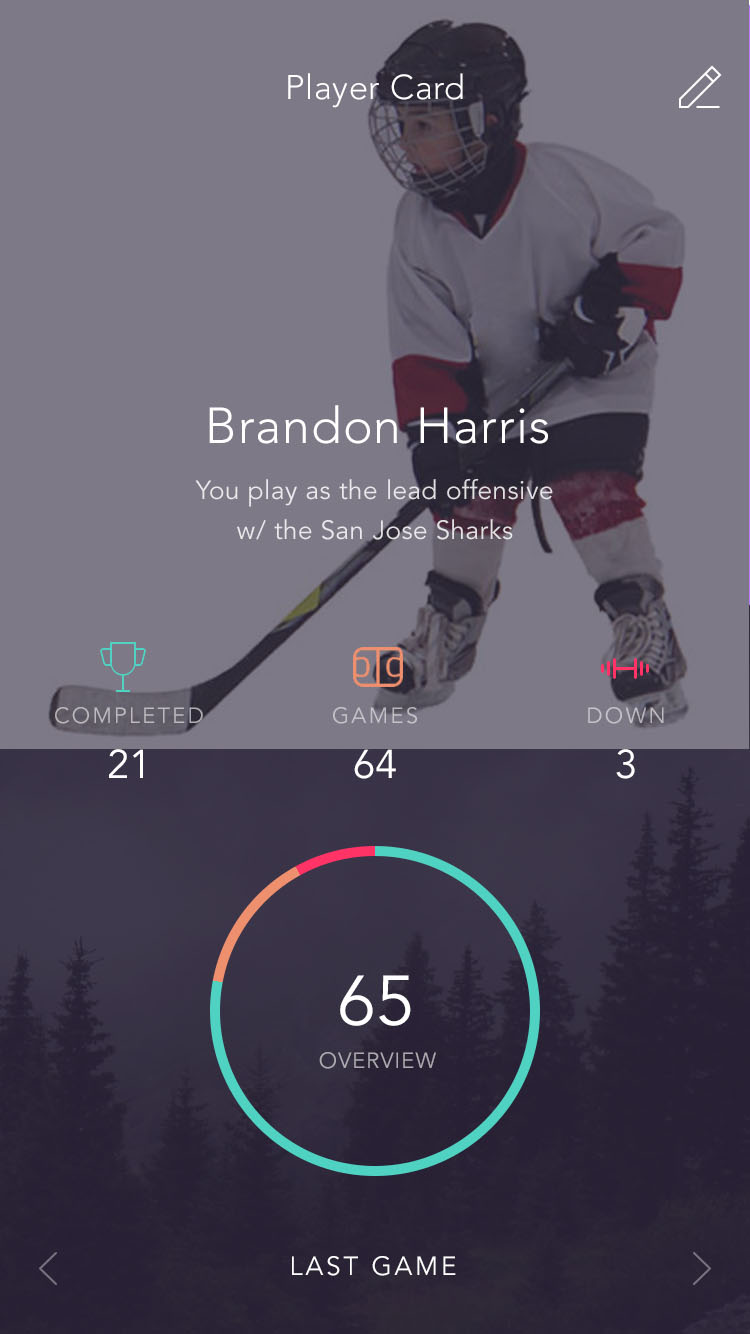 Player Card
Brandon Harris
You play as the lead offensive
w/ the San Jose Sharks
COMPLETED
GAMES
DOWN
21
64
3
65
OVERVIEW
LAST GAME